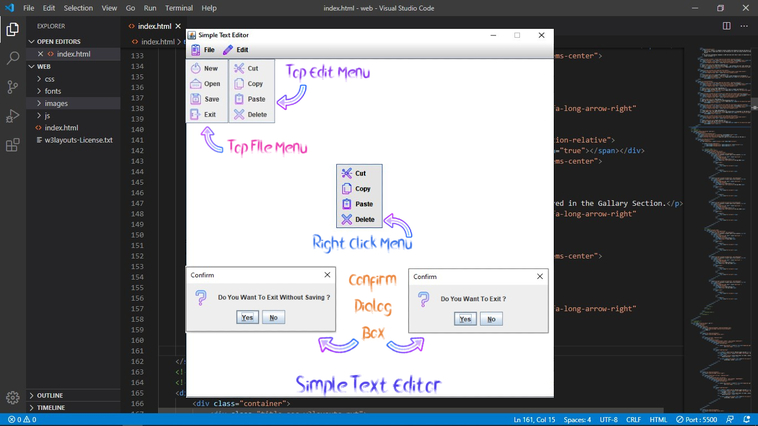 File Edit Selection View Go Run Terminal Help
index.html - web - Visual Studio Code
EXPLORER
OPEN EDITORS
index.html
WEB
css
fonts
images
js
index.html
w3layouts-License.txt
OUTLINE
TIMELINE
index.html
index.html
133
134
135
136
137
138
139
140
141
142
143
144
145
146
147
148
149
150
151
152
153
154
155
156
157
158
159
160
161
162
163
164
165
166
ms-center">
a-long-arrow-right"
tion-relative">
="true"></span></div>
ms-center">
red in the Gallary Section.</p>
a-long-arrow-right"
ms-center">
a-long-arrow-right"
<div class="container">
Simple Text Editor
File Edit
New
Open
Save
Exit
Cut
Copy
Paste
Delete
Top Edit Menu
Top File Menu
Cut
Copy
Paste
Delete
Right Click Menu
Confirm
Do You Want To Exit Without Saving ?
Yes No
Confirm
Dialog
Box
Confirm
Do You Want To Exit ?
Yes No
Simple Text Editor
0 0
Ln 161, Col 15 Spaces: 4 UTF-8 CRLF HTML Port : 5500